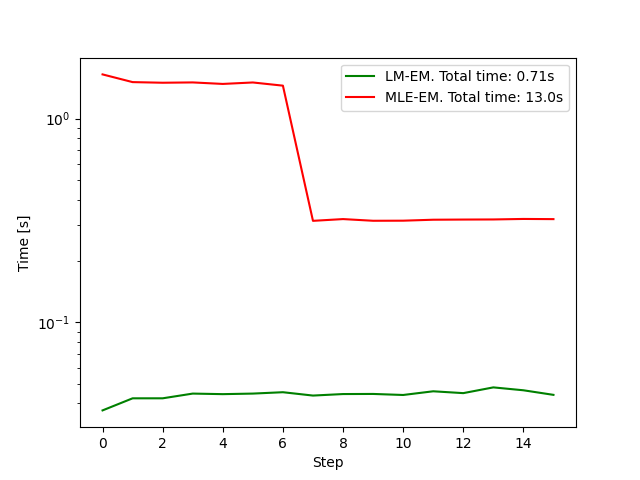 LM-EM. Total time: 0.71s
MLE-EM. Total time: 13.0s
10⁰
10⁻¹
Time [s]
0 2 4 6 8 10 12 14
Step